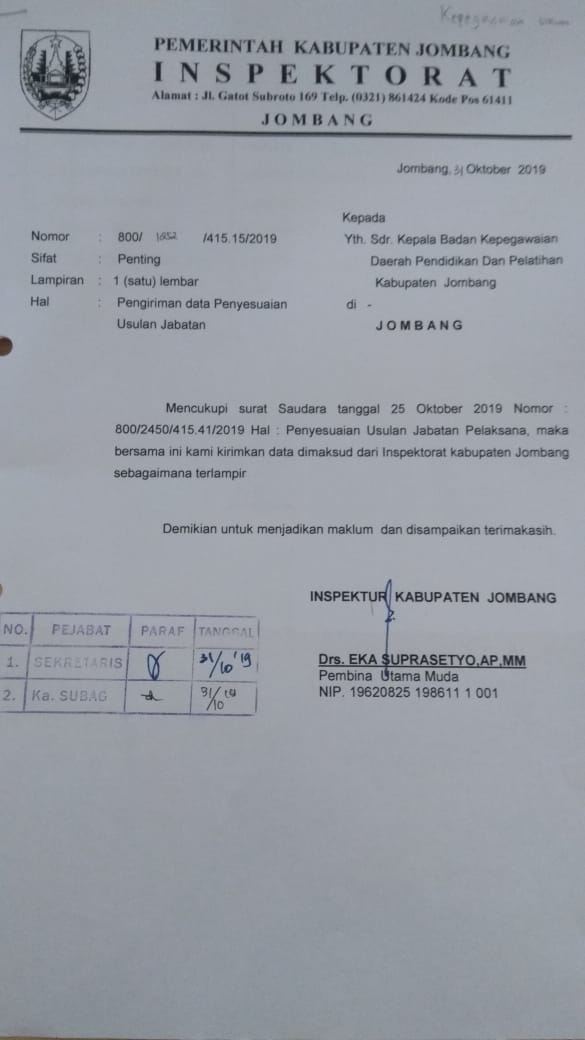 Kepegawaian umum
PEMERINTAH KABUPATEN JOMBANG
INSPEKTORAT
Alamat : Jl. Gatot Subroto 169 Telp. (0321) 861424 Kode Pos 61411
JOMBANG
Jombang, 31 Oktober 2019
Kepada
Nomor : 800/ /415.15/2019
Yth. Sdr. Kepala Badan Kepegawaian
Sifat : Penting
Daerah Pendidikan Dan Pelatihan
Lampiran : 1 (satu) lembar
Kabupaten Jombang
Hal : Pengiriman data Penyesuaian
di -
Usulan Jabatan
JOMBANG
Mencukupi surat Saudara tanggal 25 Oktober 2019 Nomor :
800/2450/415.41/2019 Hal : Penyesuaian Usulan Jabatan Pelaksana, maka
bersama ini kami kirimkan data dimaksud dari Inspektorat kabupaten Jombang
sebagaimana terlampir
Demikian untuk menjadikan maklum dan disampaikan terimakasih.
INSPEKTUR KABUPATEN JOMBANG
Drs. EKA SUPRASETYO,AP,MM
Pembina Utama Muda
NIP. 19620825 198611 1 001
NO. PEJABAT PARAF TANGGAL
1. SEKRETARIS 31/10 '19
2. Ka. SUBAG 31/10 19